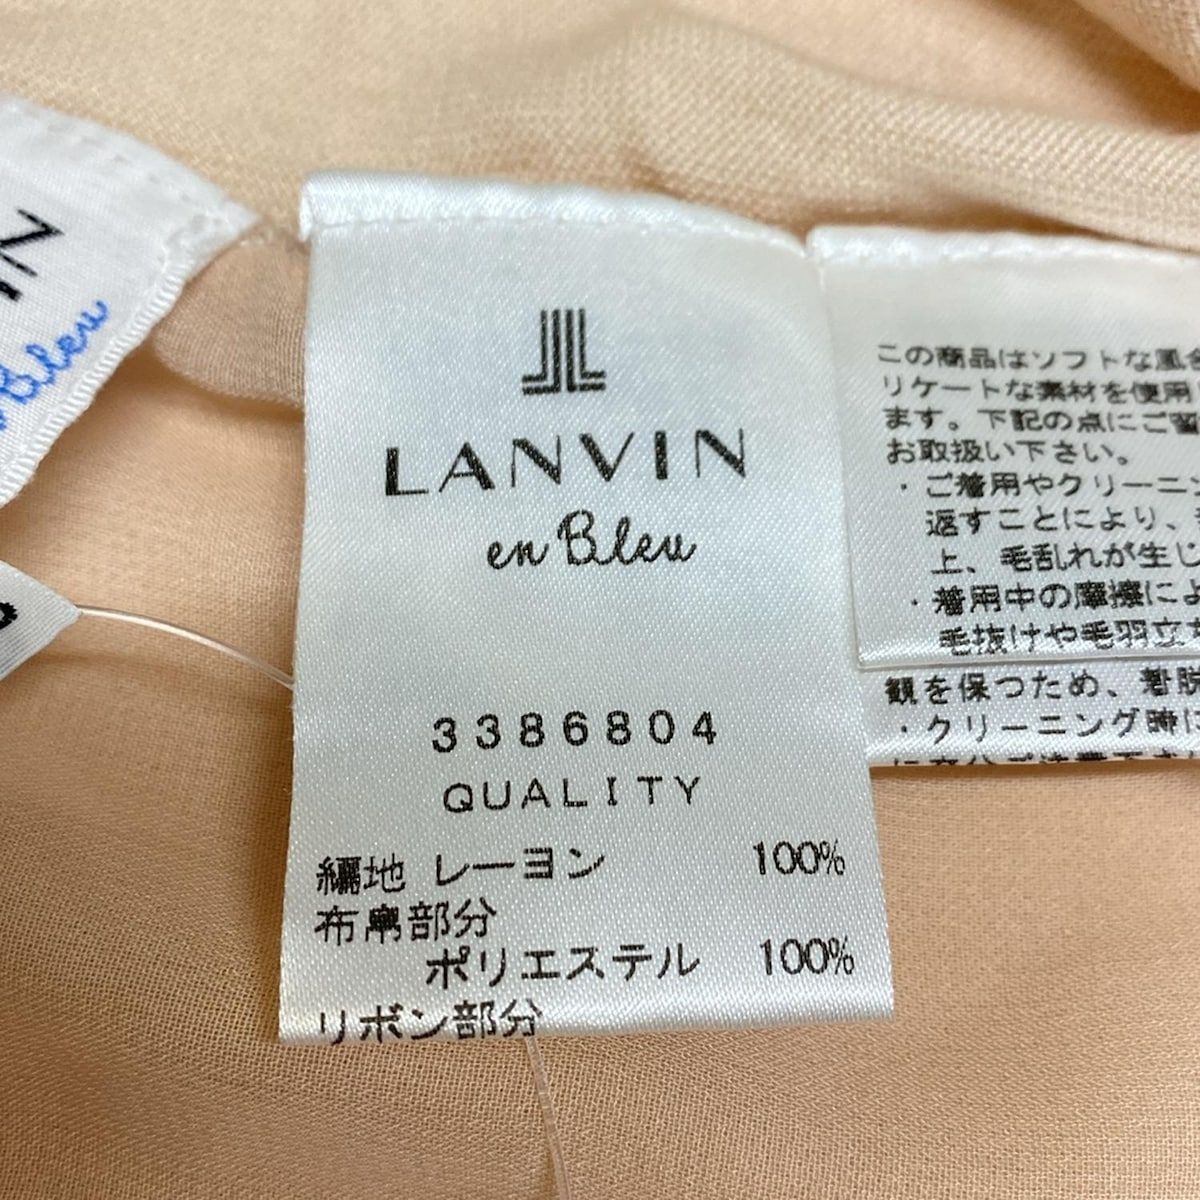 Bleu
LANVIN
en Bleu
3386804
QUALITY
編地 レーヨン 100%
布帛部分
ポリエステル 100%
リボン部分
この商品はソフトな風合
リケートな素材を使用
ます。下記の点にご留
お取扱い下さい。
・ご着用やクリーニン
返すことにより、
上、毛乱れが生じ
・着用中の摩擦によ
毛抜けや毛羽立
観を保つため、着脱
・クリーニング時に